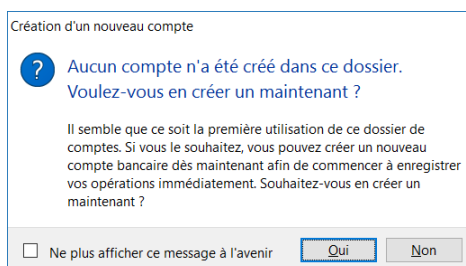 Création d'un nouveau compte
Aucun compte n'a été créé dans ce dossier.
Voulez-vous en créer un maintenant ?
Il semble que ce soit la première utilisation de ce dossier de
comptes. Si vous le souhaitez, vous pouvez créer un nouveau
compte bancaire dès maintenant afin de commencer à enregistrer
vos opérations immédiatement. Souhaitez-vous en créer un
maintenant ?
Ne plus afficher ce message à l'avenir
Oui
Non